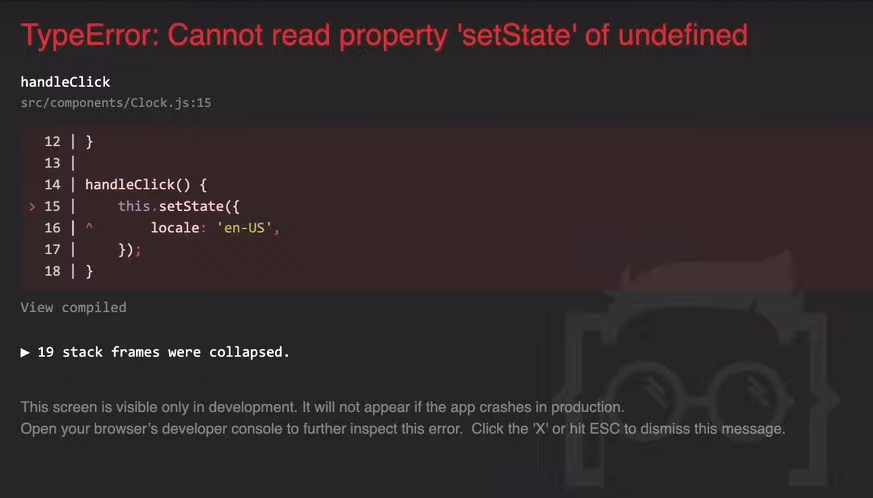 TypeError: Cannot read property 'setState' of undefined
handleClick
src/components/Clock.js:15
12 | }
13 |
14 | handleClick() {
> 15 |     this.setState({
16 | ^       locale: 'en-US',
17 |     });
18 | }
View compiled
▶ 19 stack frames were collapsed.
This screen is visible only in development. It will not appear if the app crashes in production.
Open your browser’s developer console to further inspect this error.  Click the 'X' or hit ESC to dismiss this message.